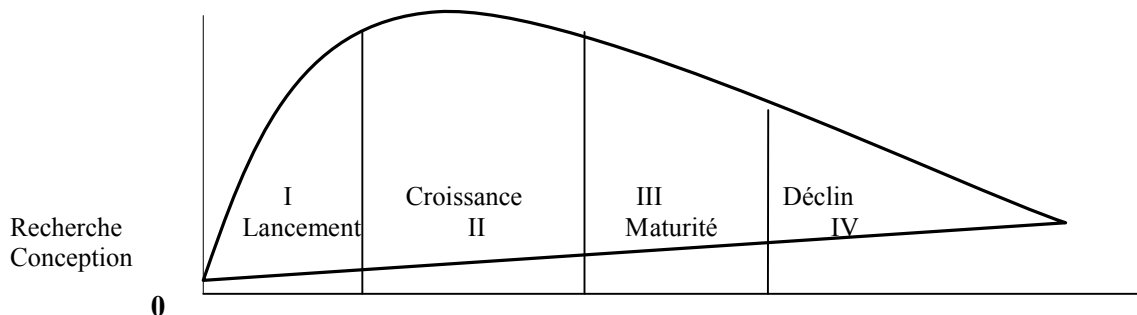 I Croissance III Déclin
Recherche Lancement II Maturité IV
Conception
0